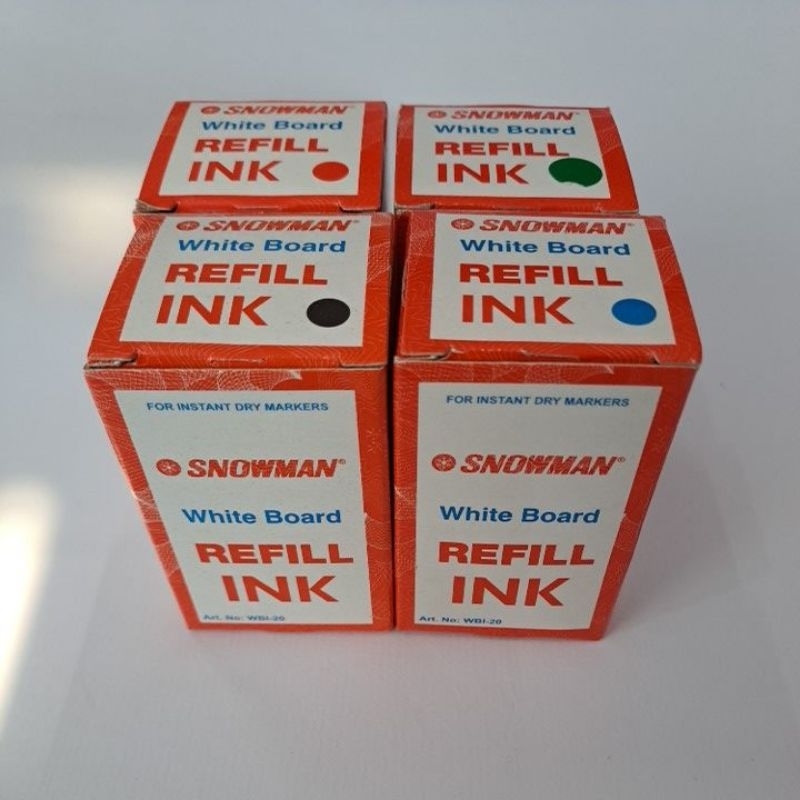 SNOWMAN
White Board
REFILL
INK
SNOWMAN
White Board
REFILL
INK
SNOWMAN
White Board
REFILL
INK
SNOWMAN
White Board
REFILL
INK
FOR INSTANT DRY MARKERS
SNOWMAN®
White Board
REFILL
INK
Art. No: WBI-20
FOR INSTANT DRY MARKERS
SNOWMAN®
White Board
REFILL
INK
Art. No: WBI-20